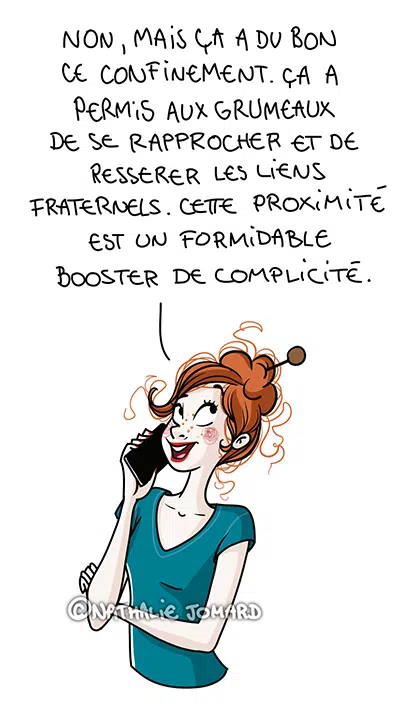 NON, MAIS ÇA A DU BON
CE CONFINEMENT. ÇA A
PERMIS AUX GRUMEAUX
DE SE RAPPROCHER ET DE
RESSERER LES LIENS
FRATERNELS. CETTE PROXIMITÉ
EST UN FORMIDABLE
BOOSTER DE COMPLICITÉ.
@NATHALIE JOMARD